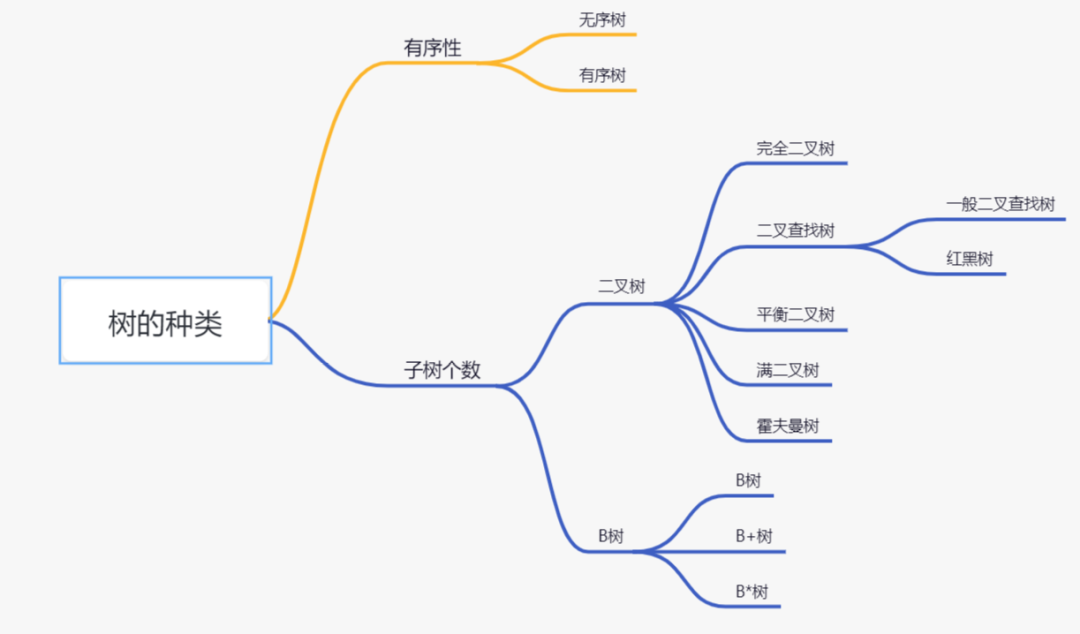 树的种类
有序性
无序树
有序树
子树个数
二叉树
完全二叉树
二叉查找树
一般二叉查找树
红黑树
平衡二叉树
满二叉树
霍夫曼树
B树
B树
B+树
B*树